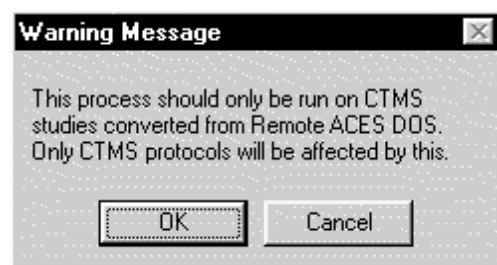 Warning Message
This process should only be run on CTMS
studies converted from Remote ACES DOS.
Only CTMS protocols will be affected by this.
OK
Cancel